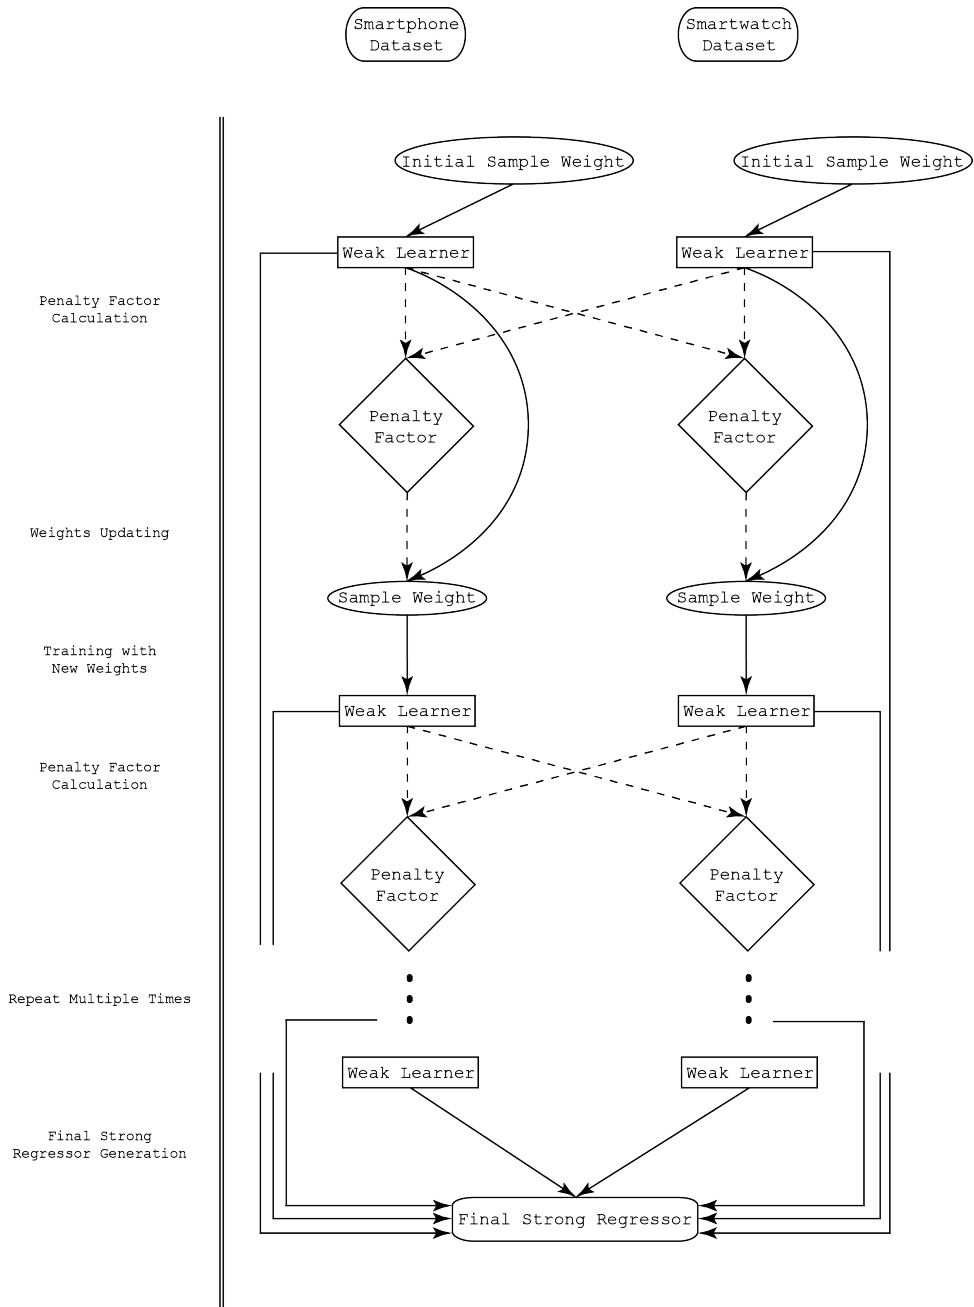 Smartphone
Dataset
Smartwatch
Dataset
Initial Sample Weight
Initial Sample Weight
Weak Learner
Weak Learner
Penalty Factor
Calculation
Penalty
Factor
Penalty
Factor
Weights Updating
Sample Weight
Sample Weight
Training with
New Weights
Weak Learner
Weak Learner
Penalty Factor
Calculation
Penalty
Factor
Penalty
Factor
Repeat Multiple Times
Weak Learner
Weak Learner
Final Strong
Regressor Generation
Final Strong Regressor